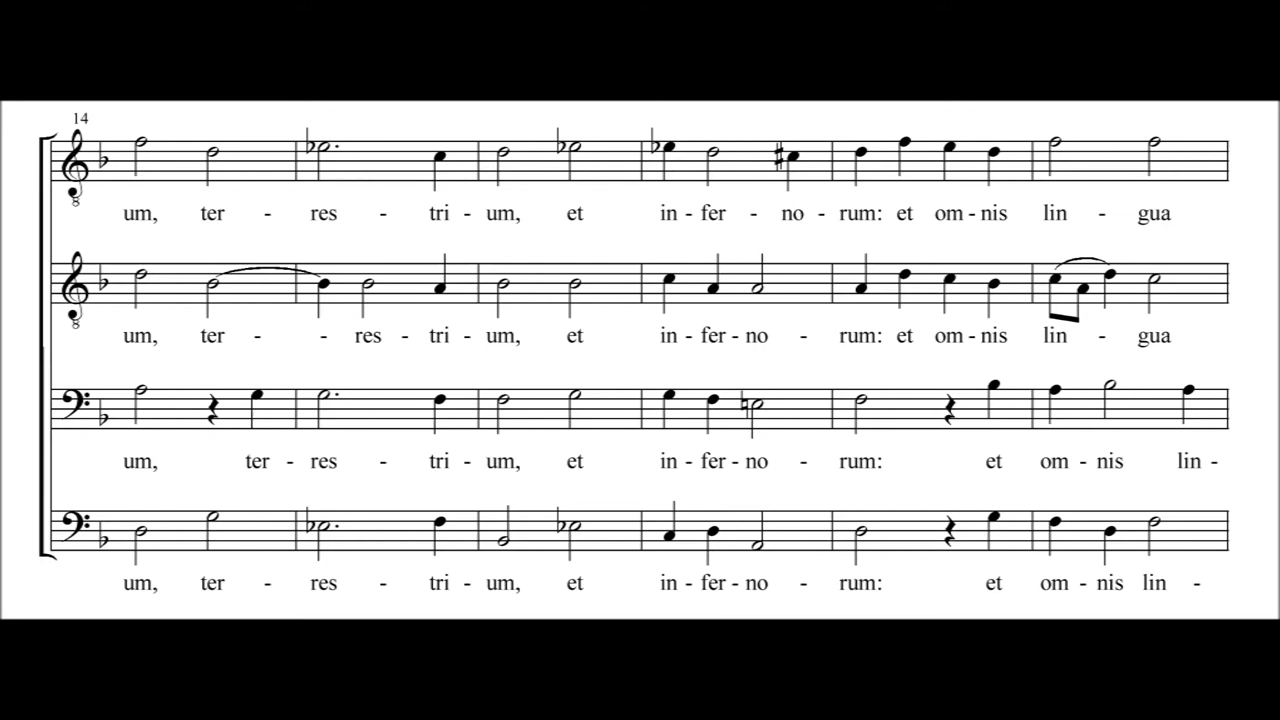 14
um, ter - res - tri - um, et in - fer - no - rum: et om - nis lin - gua
um, ter - - res - tri - um, et in - fer - no - rum: et om - nis lin - gua
um, ter - res - tri - um, et in - fer - no - rum: et om - nis lin -
um, ter - res - tri - um, et in - fer - no - rum: et om - nis lin -